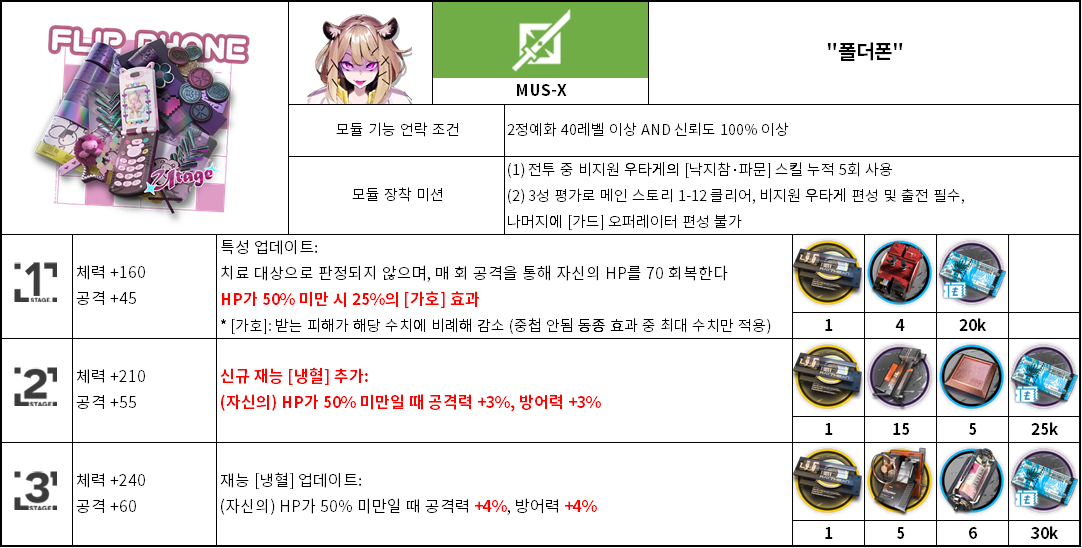 FLIP PHONE
Utage
MUS-X
"폴더폰"
모듈 기능 언락 조건
2정예화 40레벨 이상 AND 신뢰도 100% 이상
모듈 장착 미션
(1) 전투 중 비지원 우타게의 [낙지참·파문] 스킬 누적 5회 사용
(2) 3성 평가로 메인 스토리 1-12 클리어, 비지원 우타게 편성 및 출전 필수,
나머지에 [가드] 오퍼레이터 편성 불가
1
STAGE
체력 +160
공격 +45
특성 업데이트:
치료 대상으로 판정되지 않으며, 매 회 공격을 통해 자신의 HP를 70 회복한다
HP가 50% 미만 시 25%의 [가호] 효과
* [가호]: 받는 피해가 해당 수치에 비례해 감소 (중첩 안됨 동종 효과 중 최대 수치만 적용)
1 4 20k
2
STAGE
체력 +210
공격 +55
신규 재능 [냉혈] 추가:
(자신의) HP가 50% 미만일 때 공격력 +3%, 방어력 +3%
1 15 5 25k
3
STAGE
체력 +240
공격 +60
재능 [냉혈] 업데이트:
(자신의) HP가 50% 미만일 때 공격력 +4%, 방어력 +4%
1 5 6 30k